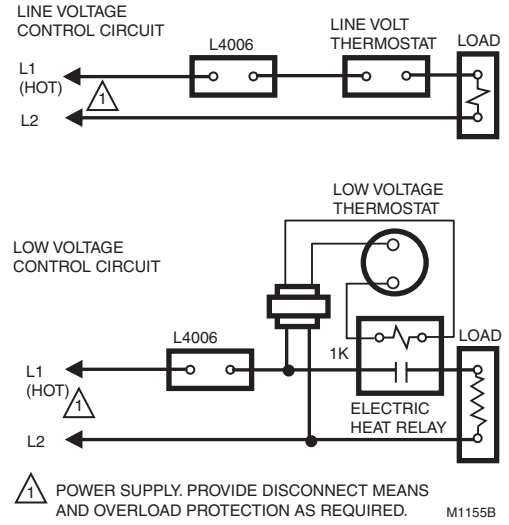 LINE VOLTAGE
CONTROL CIRCUIT
L4006
LINE VOLT
THERMOSTAT
LOAD
L1
(HOT)
1
L2
LOW VOLTAGE
THERMOSTAT
LOW VOLTAGE
CONTROL CIRCUIT
L4006
1K
LOAD
L1
(HOT)
1
ELECTRIC
HEAT RELAY
L2
1 POWER SUPPLY. PROVIDE DISCONNECT MEANS
AND OVERLOAD PROTECTION AS REQUIRED.
M1155B